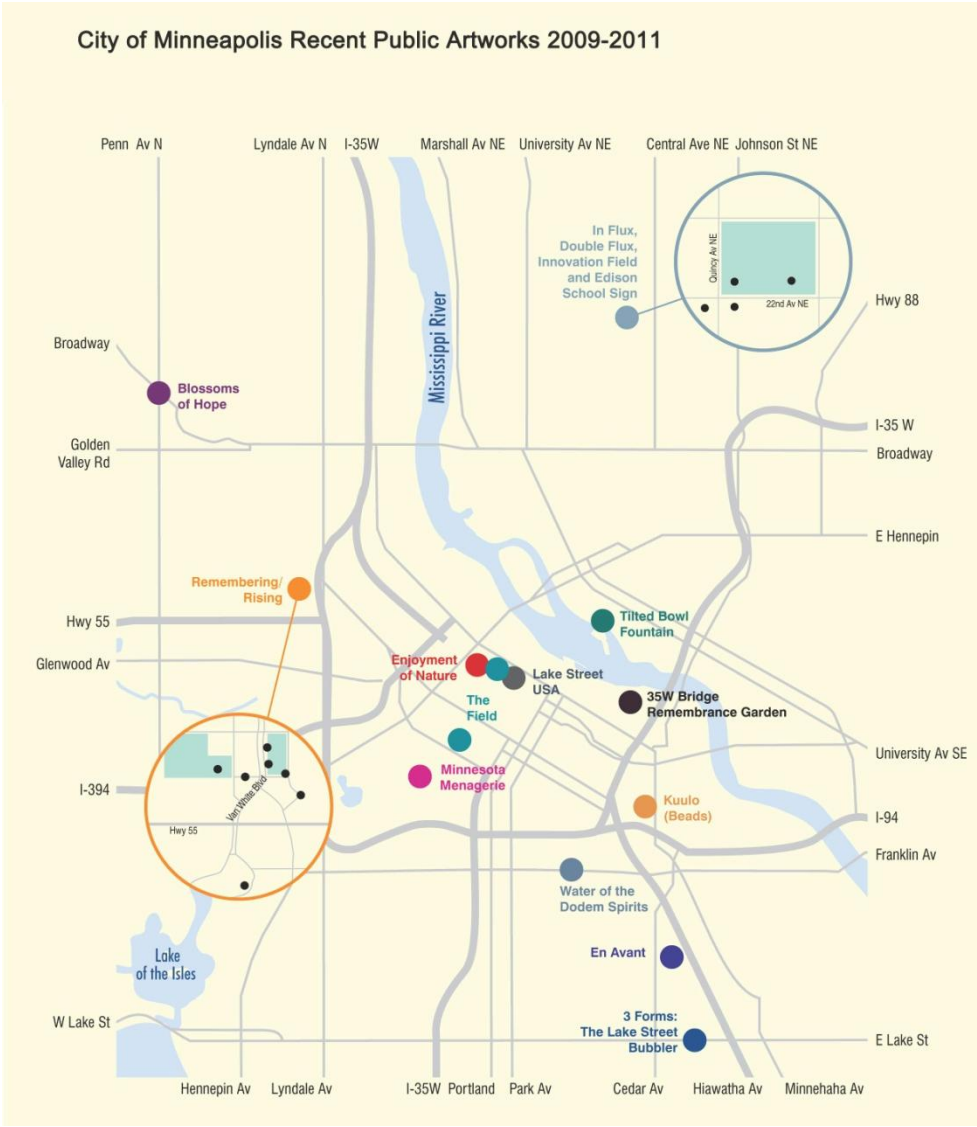 City of Minneapolis Recent Public Artworks 2009-2011
Penn Av N
Lyndale Av N
I-35W
Marshall Av NE
University Av NE
Central Ave NE
Johnson St NE
In Flux,
Double Flux,
Innovation Field
and Edison
School Sign
Quincy Av NE
22nd Av NE
Hwy 88
Mississippi River
Broadway
Blossoms
of Hope
I-35 W
Golden
Valley Rd
Broadway
E Hennepin
Remembering/
Rising
Hwy 55
Tilted Bowl
Fountain
Glenwood Av
Enjoyment
of Nature
Lake Street
USA
The
Field
35W Bridge
Remembrance Garden
University Av SE
Minnesota
Menagerie
I-394
Van White Blvd
Hwy 55
Kuulo
(Beads)
I-94
Franklin Av
Water of the
Dodem Spirits
En Avant
Lake
of the Isles
W Lake St
3 Forms:
The Lake Street
Bubbler
E Lake St
Hennepin Av
Lyndale Av
I-35W
Portland
Park Av
Cedar Av
Hiawatha Av
Minnehaha Av